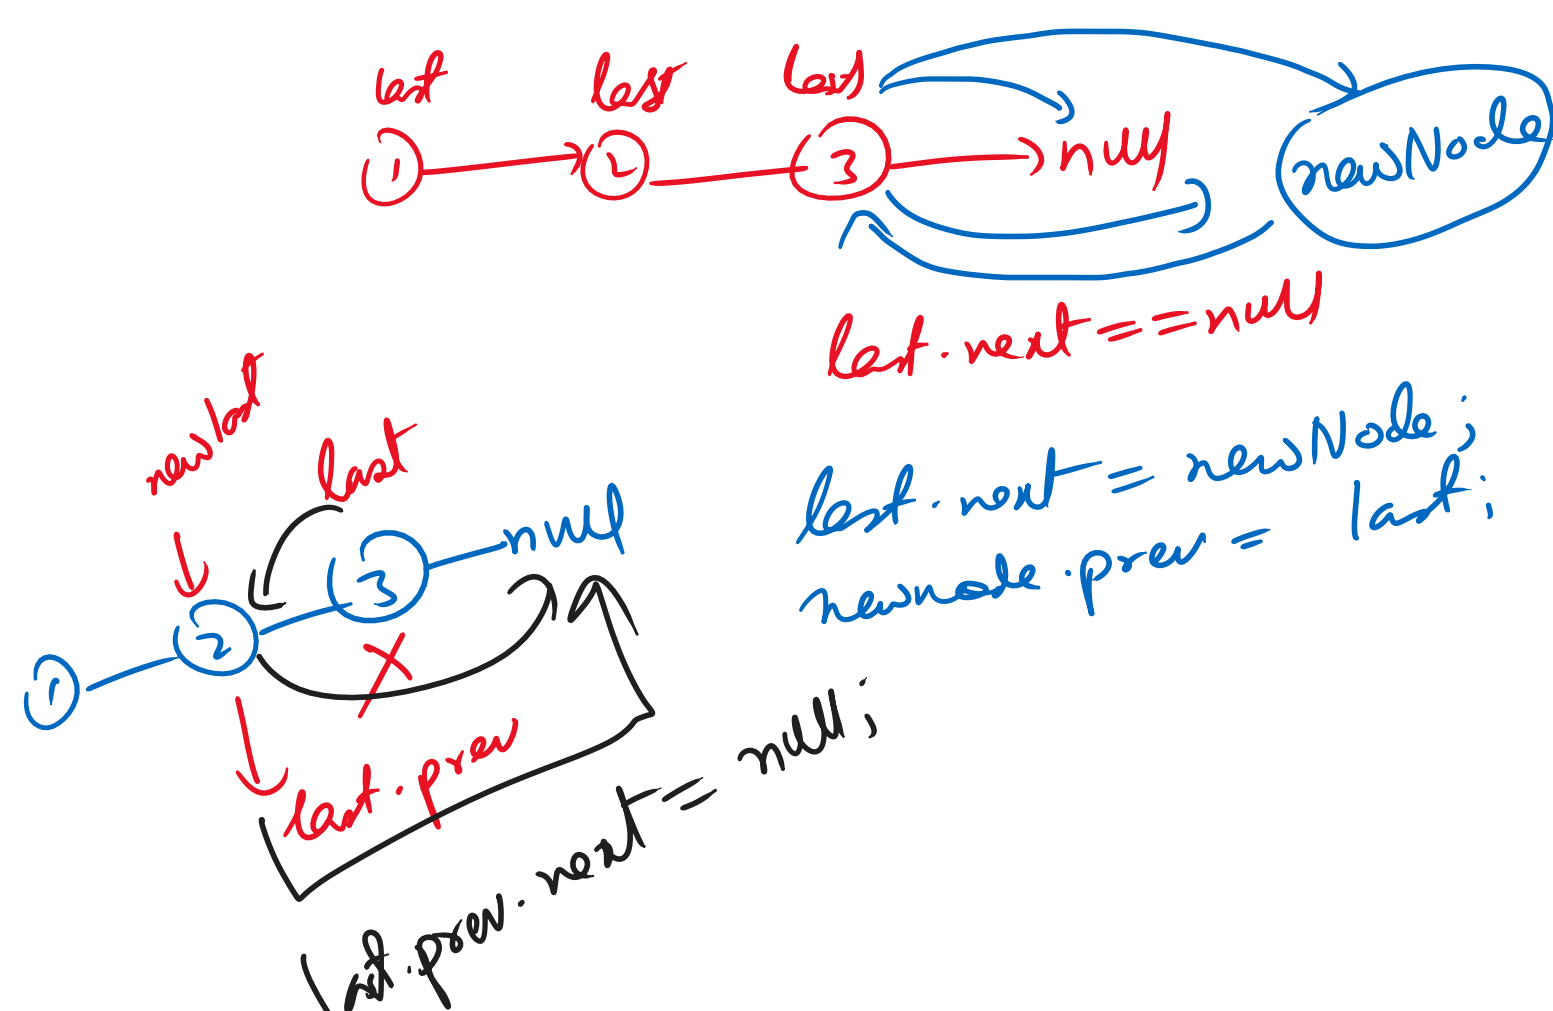 last last last
1 2 3 null newNode
last.next==null
last.next = newNode;
newnode.prev = last;
newlast
last
1 2 3 null
last.prev
last.prev.next = null;